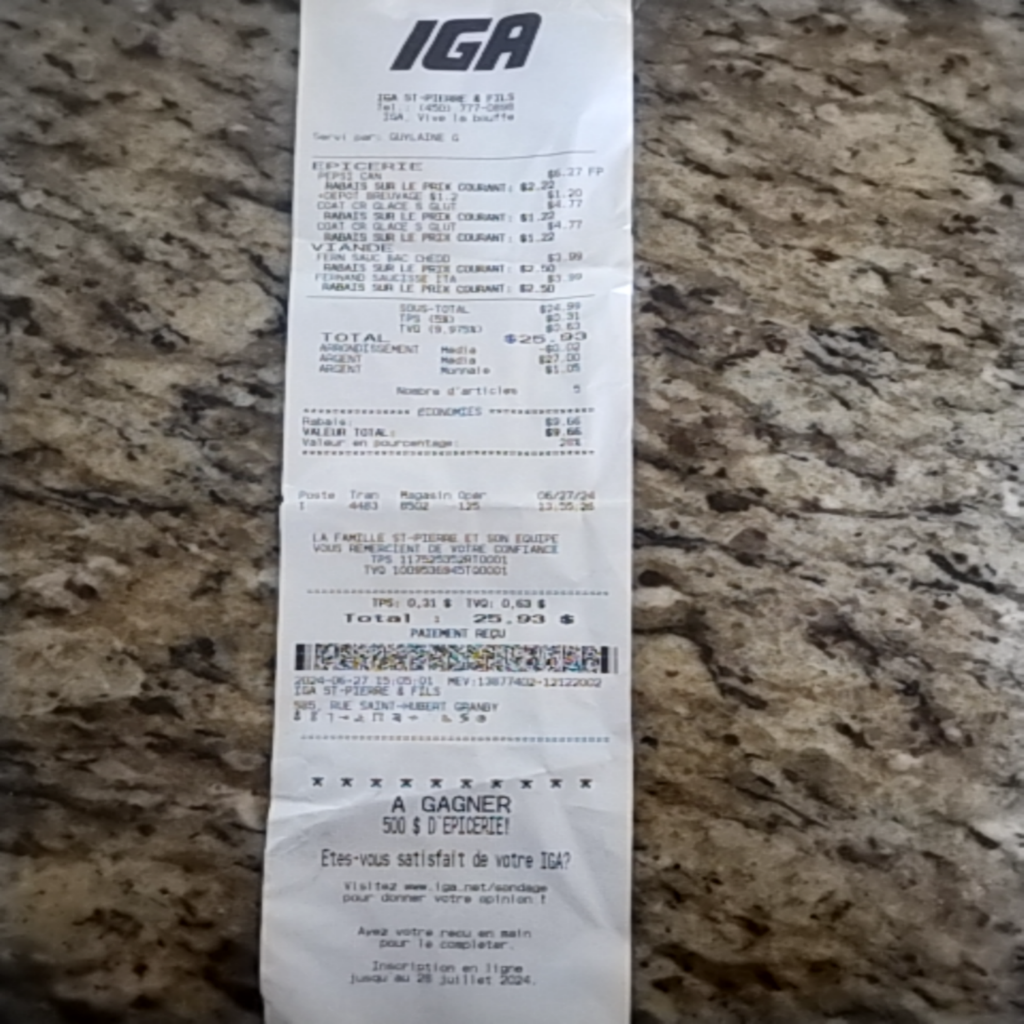 IGA
IGA ST-PIERRE & FILS
Tel.: (450) 777-0898
IGA, Vive la bouffe
Servi par: GUYLAINE G
EPICERIE
PEPSI CAN $6.27 FP
RABAIS SUR LE PRIX COURANT: $2.22
+DEPOT BREUVAGE $1.2 $1.20
COAT CR GLACE S GLUT $4.77
RABAIS SUR LE PRIX COURANT: $1.22
COAT CR GLACE S GLUT $4.77
RABAIS SUR LE PRIX COURANT: $1.22
VIANDE
FERN SAUC BAC CHEDD $3.99
RABAIS SUR LE PRIX COURANT: $2.50
FERNAND SAUCISSE ITA $3.99
RABAIS SUR LE PRIX COURANT: $2.50
SOUS-TOTAL $24.99
TPS (5%) $0.31
TVQ (9,975%) $0.63
TOTAL $25.93
ARRONDISSEMENT Media $0.02
ARGENT Media $27.00
ARGENT Monnaie $1.05
Nombre d'articles 5
ECONOMIES
Rabais: $9.66
VALEUR TOTAL: $9.66
Valeur en pourcentage: 28%
Poste Tran Magasin Oper 06/27/24
1 4483 8502 125
LA FAMILLE ST-PIERRE ET SON EQUIPE
VOUS REMERCIENT DE VOTRE CONFIANCE
TPS
TVQ
TPS: 0,31 $ TVQ: 0,63 $
Total : 25,93 $
PAIEMENT REÇU
2024-06-27 15:05:01 MEV:13877402-12122002
IGA ST-PIERRE & FILS
585, RUE SAINT-HUBERT GRANBY
* * * * * * * * * *
A GAGNER
500 $ D'EPICERIE!
Etes-vous satisfait de votre IGA?
Visitez www.iga.net/sondage
pour donner votre opinion !
Ayez votre recu en main
pour le completer.
Inscription en ligne
jusqu'au 28 juillet 2024.